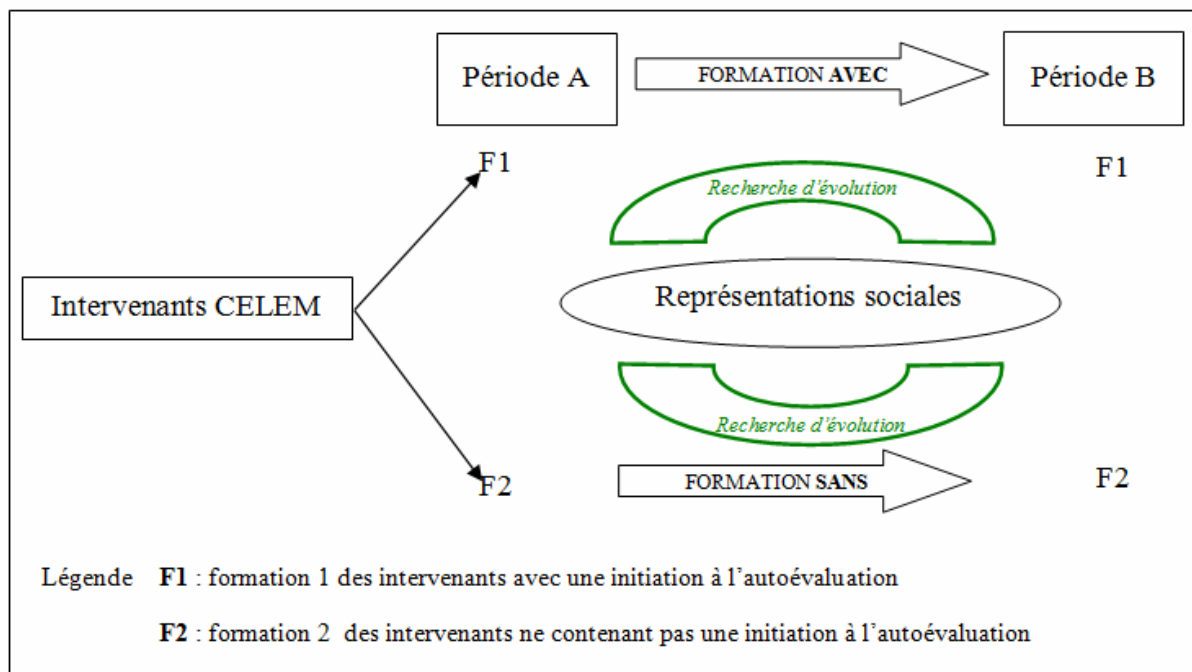 Période A
FORMATION AVEC
Période B
F1
F1
Recherche d'évolution
Intervenants CELEM
Représentations sociales
Recherche d'évolution
F2
FORMATION SANS
F2
Légende F1 : formation 1 des intervenants avec une initiation à l'autoévaluation
F2 : formation 2 des intervenants ne contenant pas une initiation à l'autoévaluation